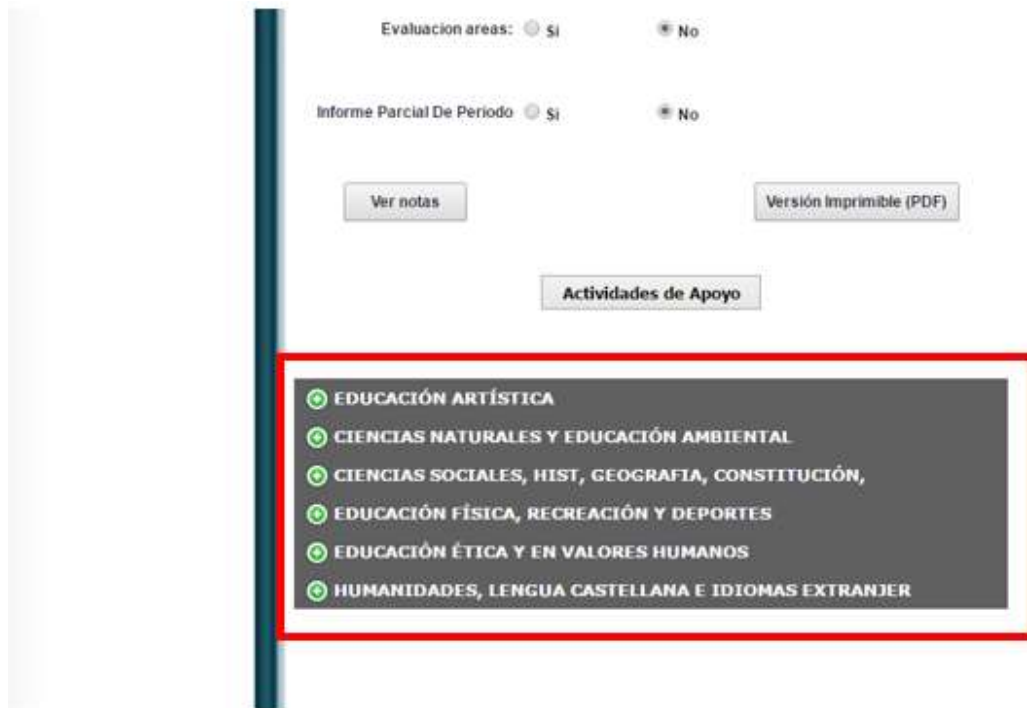 Evaluacion areas: Si No
Informe Parcial De Periodo Si No
Ver notas Versión Imprimible (PDF)
Actividades de Apoyo
EDUCACIÓN ARTÍSTICA
CIENCIAS NATURALES Y EDUCACIÓN AMBIENTAL
CIENCIAS SOCIALES, HIST, GEOGRAFIA, CONSTITUCIÓN,
EDUCACIÓN FÍSICA, RECREACIÓN Y DEPORTES
EDUCACIÓN ÉTICA Y EN VALORES HUMANOS
HUMANIDADES, LENGUA CASTELLANA E IDIOMAS EXTRANJER